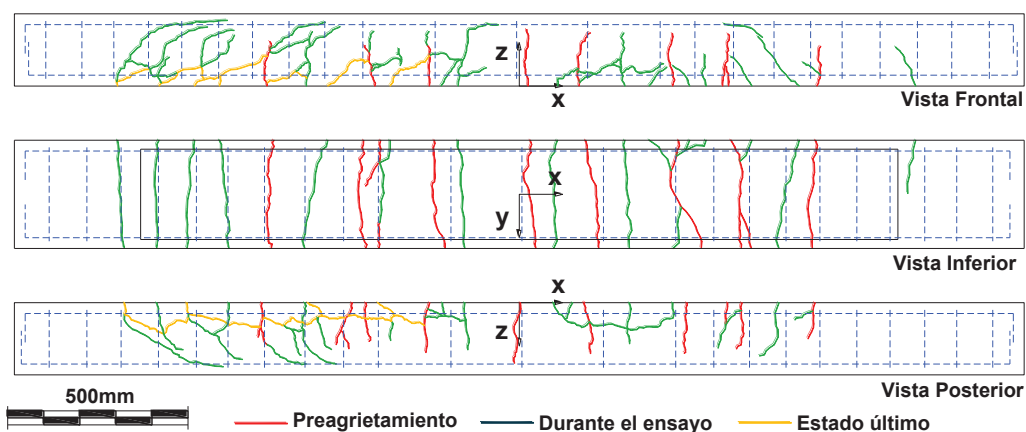 z
x
Vista Frontal
x
y
Vista Inferior
x
z
Vista Posterior
500mm
Preagrietamiento Durante el ensayo Estado último